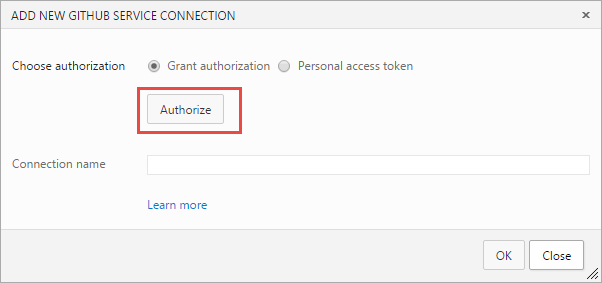 ADD NEW GITHUB SERVICE CONNECTION
Choose authorization Grant authorization Personal access token
Authorize
Connection name
Learn more
OK Close